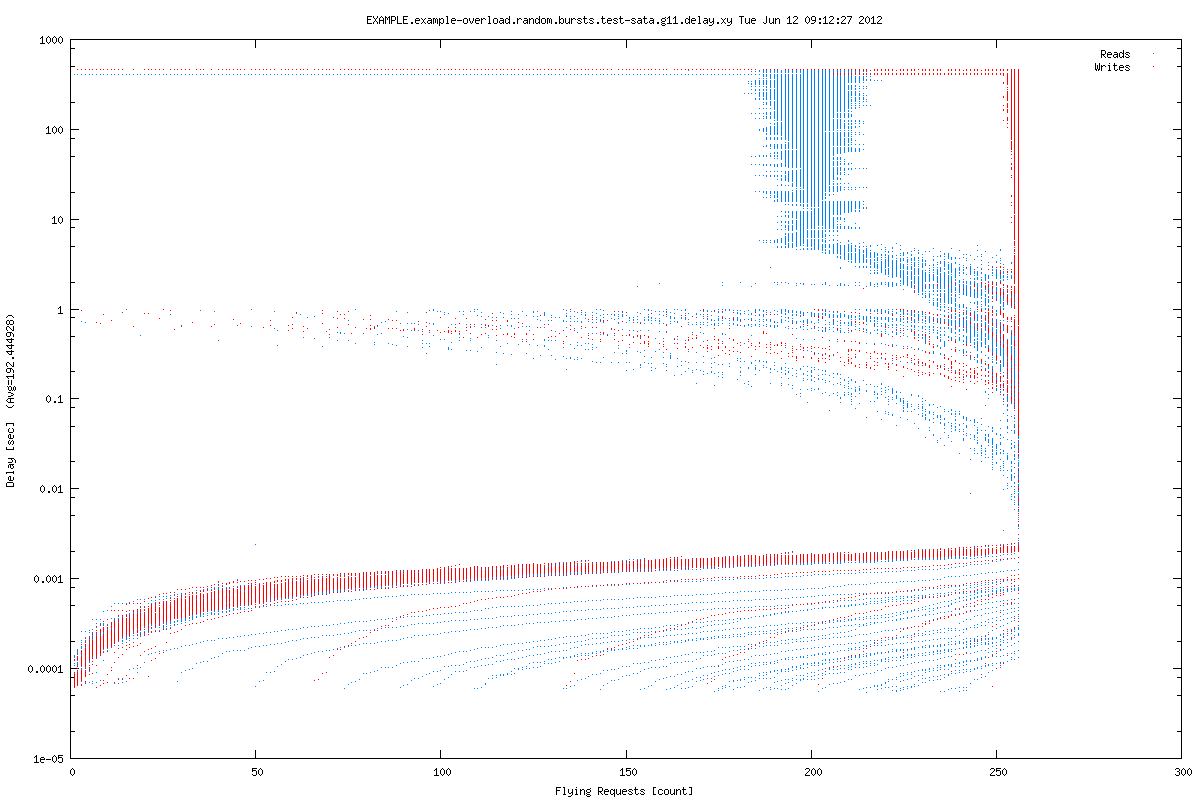 EXAMPLE.example-overload.random.bursts.test-sata.g11.delay.xy Tue Jun 12 09:12:27 2012
Reads
Writes
1000
100
10
1
0.1
0.01
0.001
0.0001
1e-05
Delay [sec] (Avg=192.444928)
0 50 100 150 200 250 300
Flying Requests [count]